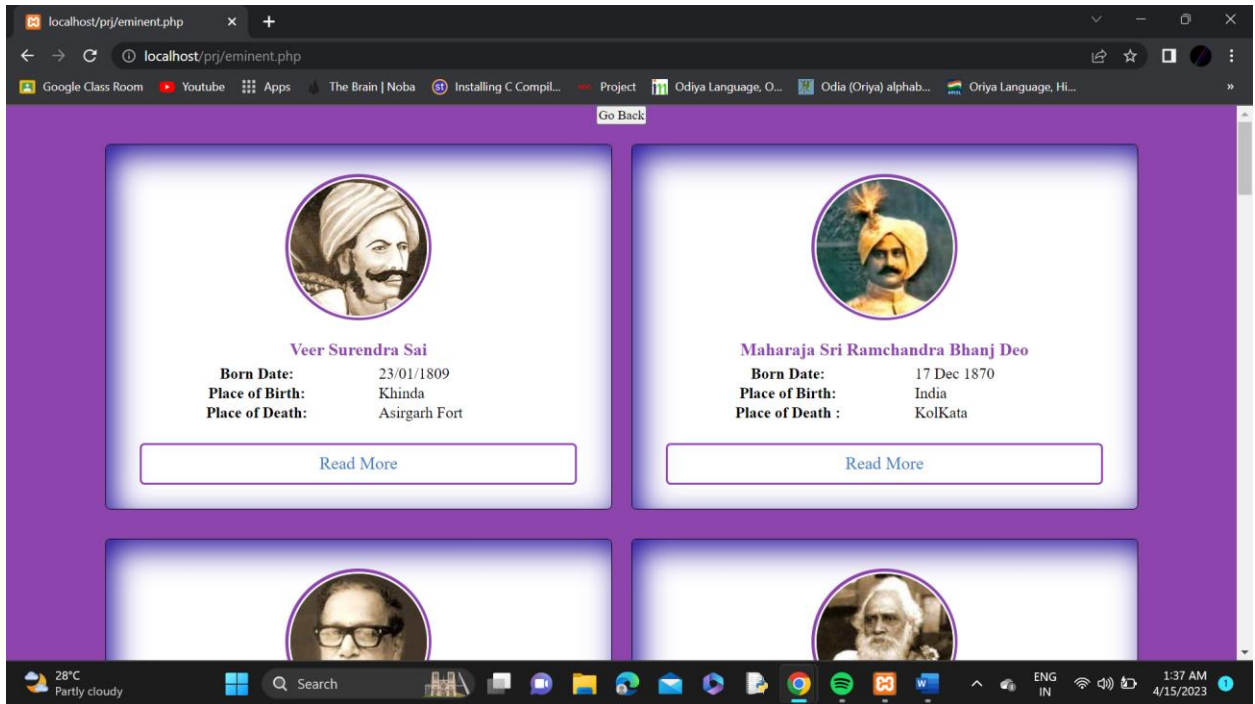 localhost/prj/eminent.php
localhost/prj/eminent.php
Google Class Room Youtube Apps The Brain | Noba Installing C Compil... Project Odiya Language, O... Odia (Oriya) alphab... Oriya Language, Hi... »
Go Back
Veer Surendra Sai
Born Date: 23/01/1809
Place of Birth: Khinda
Place of Death: Asirgarh Fort
Read More
Maharaja Sri Ramchandra Bhanj Deo
Born Date: 17 Dec 1870
Place of Birth: India
Place of Death : KolKata
Read More
28°C
Partly cloudy
Search
ENG
IN
1:37 AM
4/15/2023
1